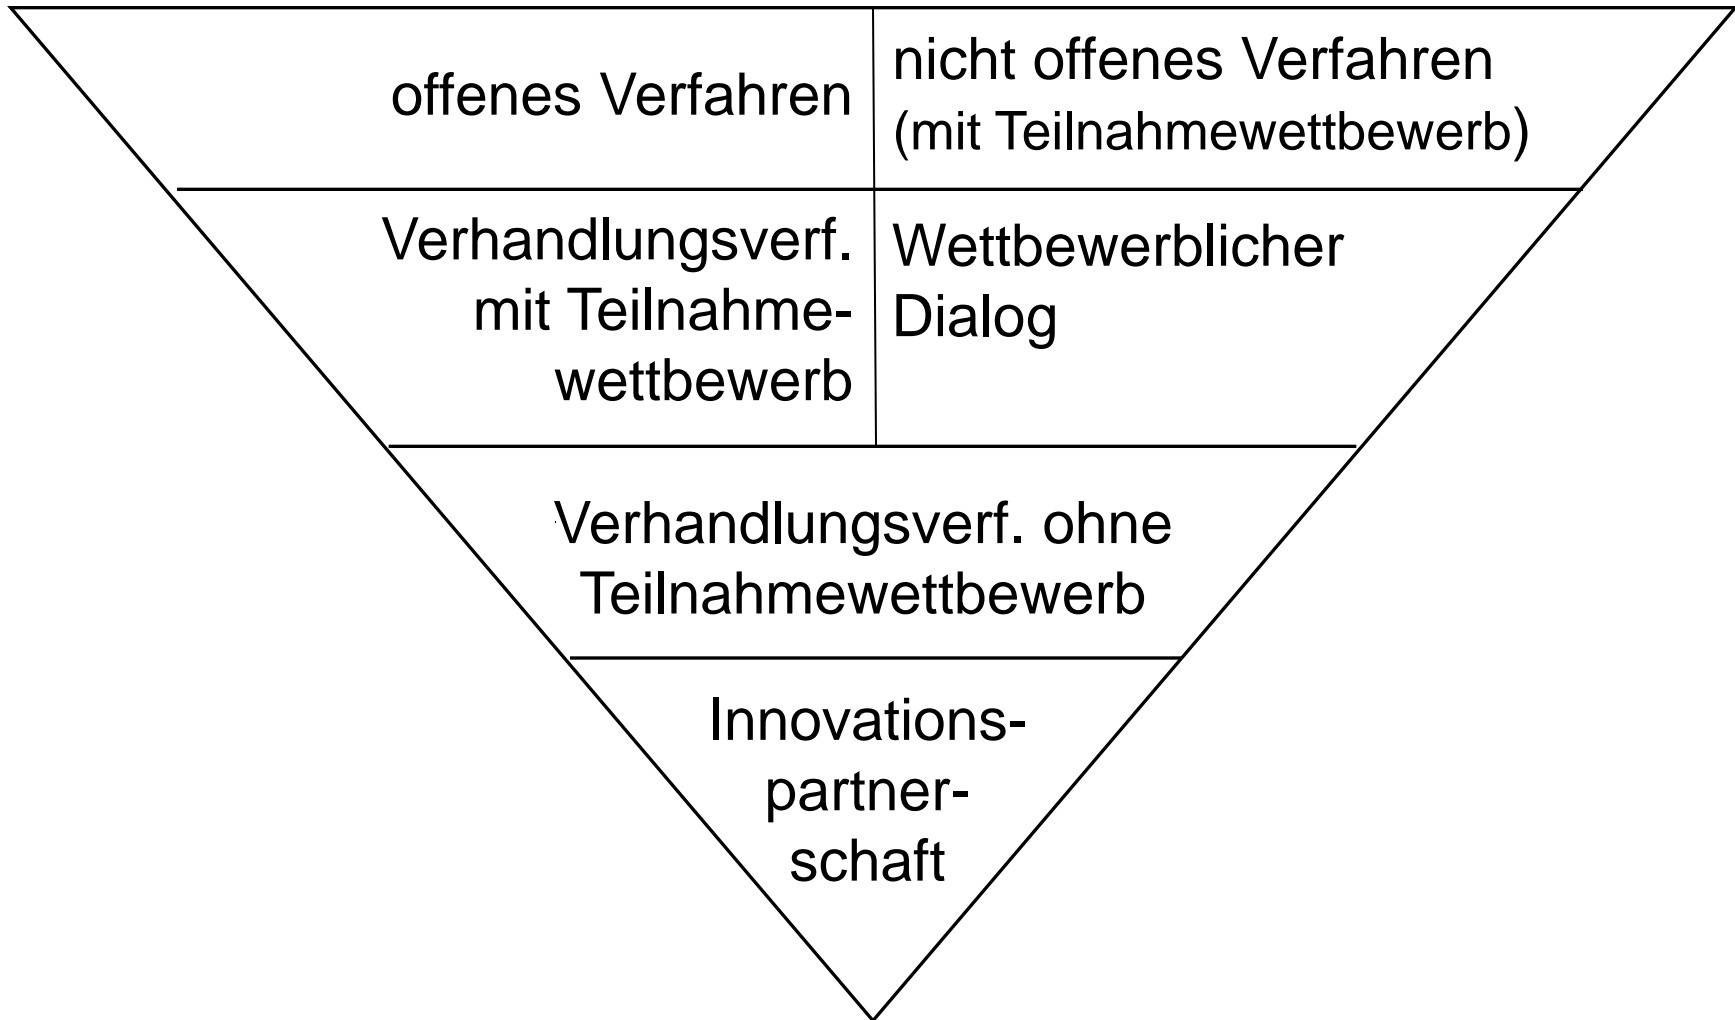 offenes Verfahren
nicht offenes Verfahren
(mit Teilnahmewettbewerb)
Verhandlungsverf.
mit Teilnahme-
wettbewerb
Wettbewerblicher
Dialog
Verhandlungsverf. ohne
Teilnahmewettbewerb
Innovations-
partner-
schaft